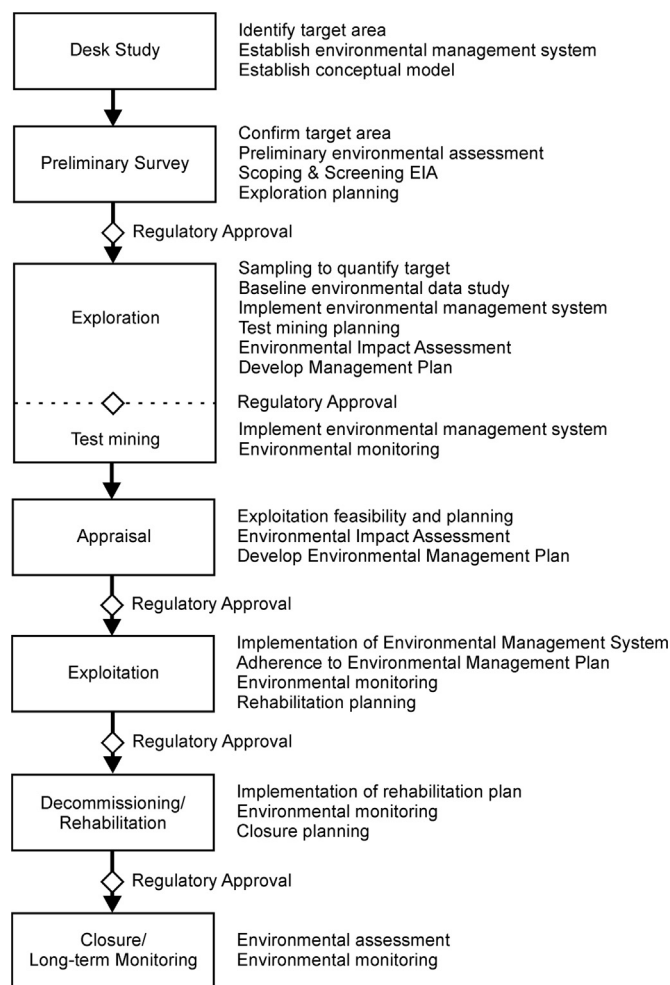 Desk Study
Identify target area
Establish environmental management system
Establish conceptual model
Preliminary Survey
Confirm target area
Preliminary environmental assessment
Scoping & Screening EIA
Exploration planning
Regulatory Approval
Exploration
Sampling to quantify target
Baseline environmental data study
Implement environmental management system
Test mining planning
Environmental Impact Assessment
Develop Management Plan
Regulatory Approval
Test mining
Implement environmental management system
Environmental monitoring
Appraisal
Exploitation feasibility and planning
Environmental Impact Assessment
Develop Environmental Management Plan
Regulatory Approval
Exploitation
Implementation of Environmental Management System
Adherence to Environmental Management Plan
Environmental monitoring
Rehabilitation planning
Regulatory Approval
Decommissioning/
Rehabilitation
Implementation of rehabilitation plan
Environmental monitoring
Closure planning
Regulatory Approval
Closure/
Long-term Monitoring
Environmental assessment
Environmental monitoring